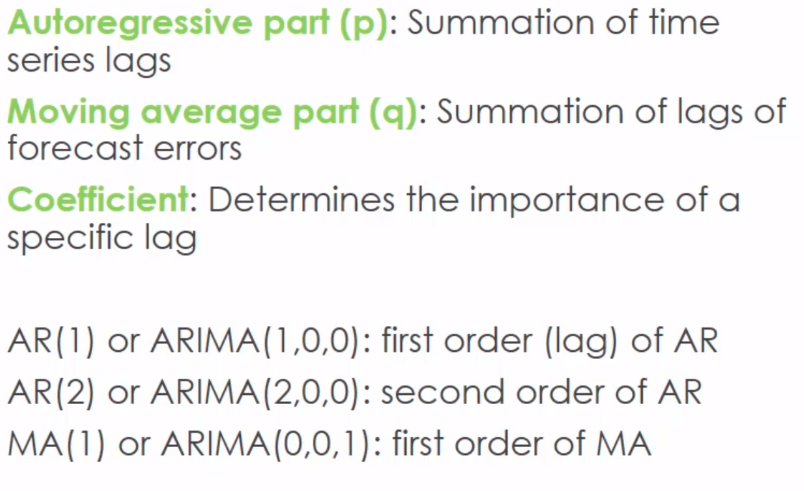 Autoregressive part (p): Summation of time
series lags
Moving average part (q): Summation of lags of
forecast errors
Coefficient: Determines the importance of a
specific lag
AR(1) or ARIMA(1,0,0): first order (lag) of AR
AR(2) or ARIMA(2,0,0): second order of AR
MA(1) or ARIMA(0,0,1): first order of MA